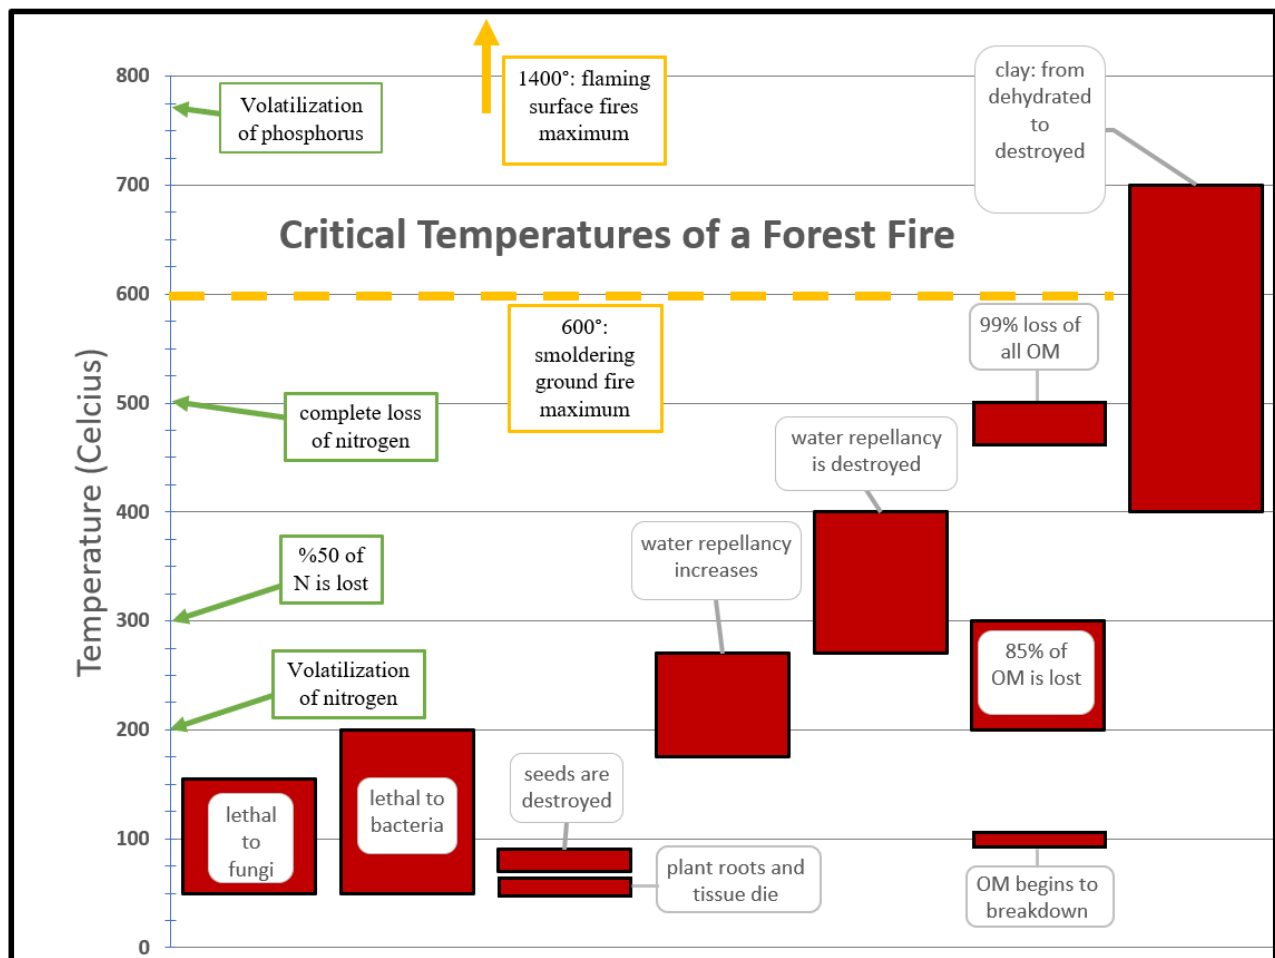 Critical Temperatures of a Forest Fire
Temperature (Celcius)
800
700
600
500
400
300
200
100
0
Volatilization
of phosphorus
complete loss
of nitrogen
%50 of
N is lost
Volatilization
of nitrogen
1400°: flaming
surface fires
maximum
600°:
smoldering
ground fire
maximum
lethal
to
fungi
lethal to
bacteria
seeds are
destroyed
plant roots and
tissue die
water repellancy
increases
water repellancy
is destroyed
99% loss of
all OM
85% of
OM is lost
OM begins to
breakdown
clay: from
dehydrated
to
destroyed